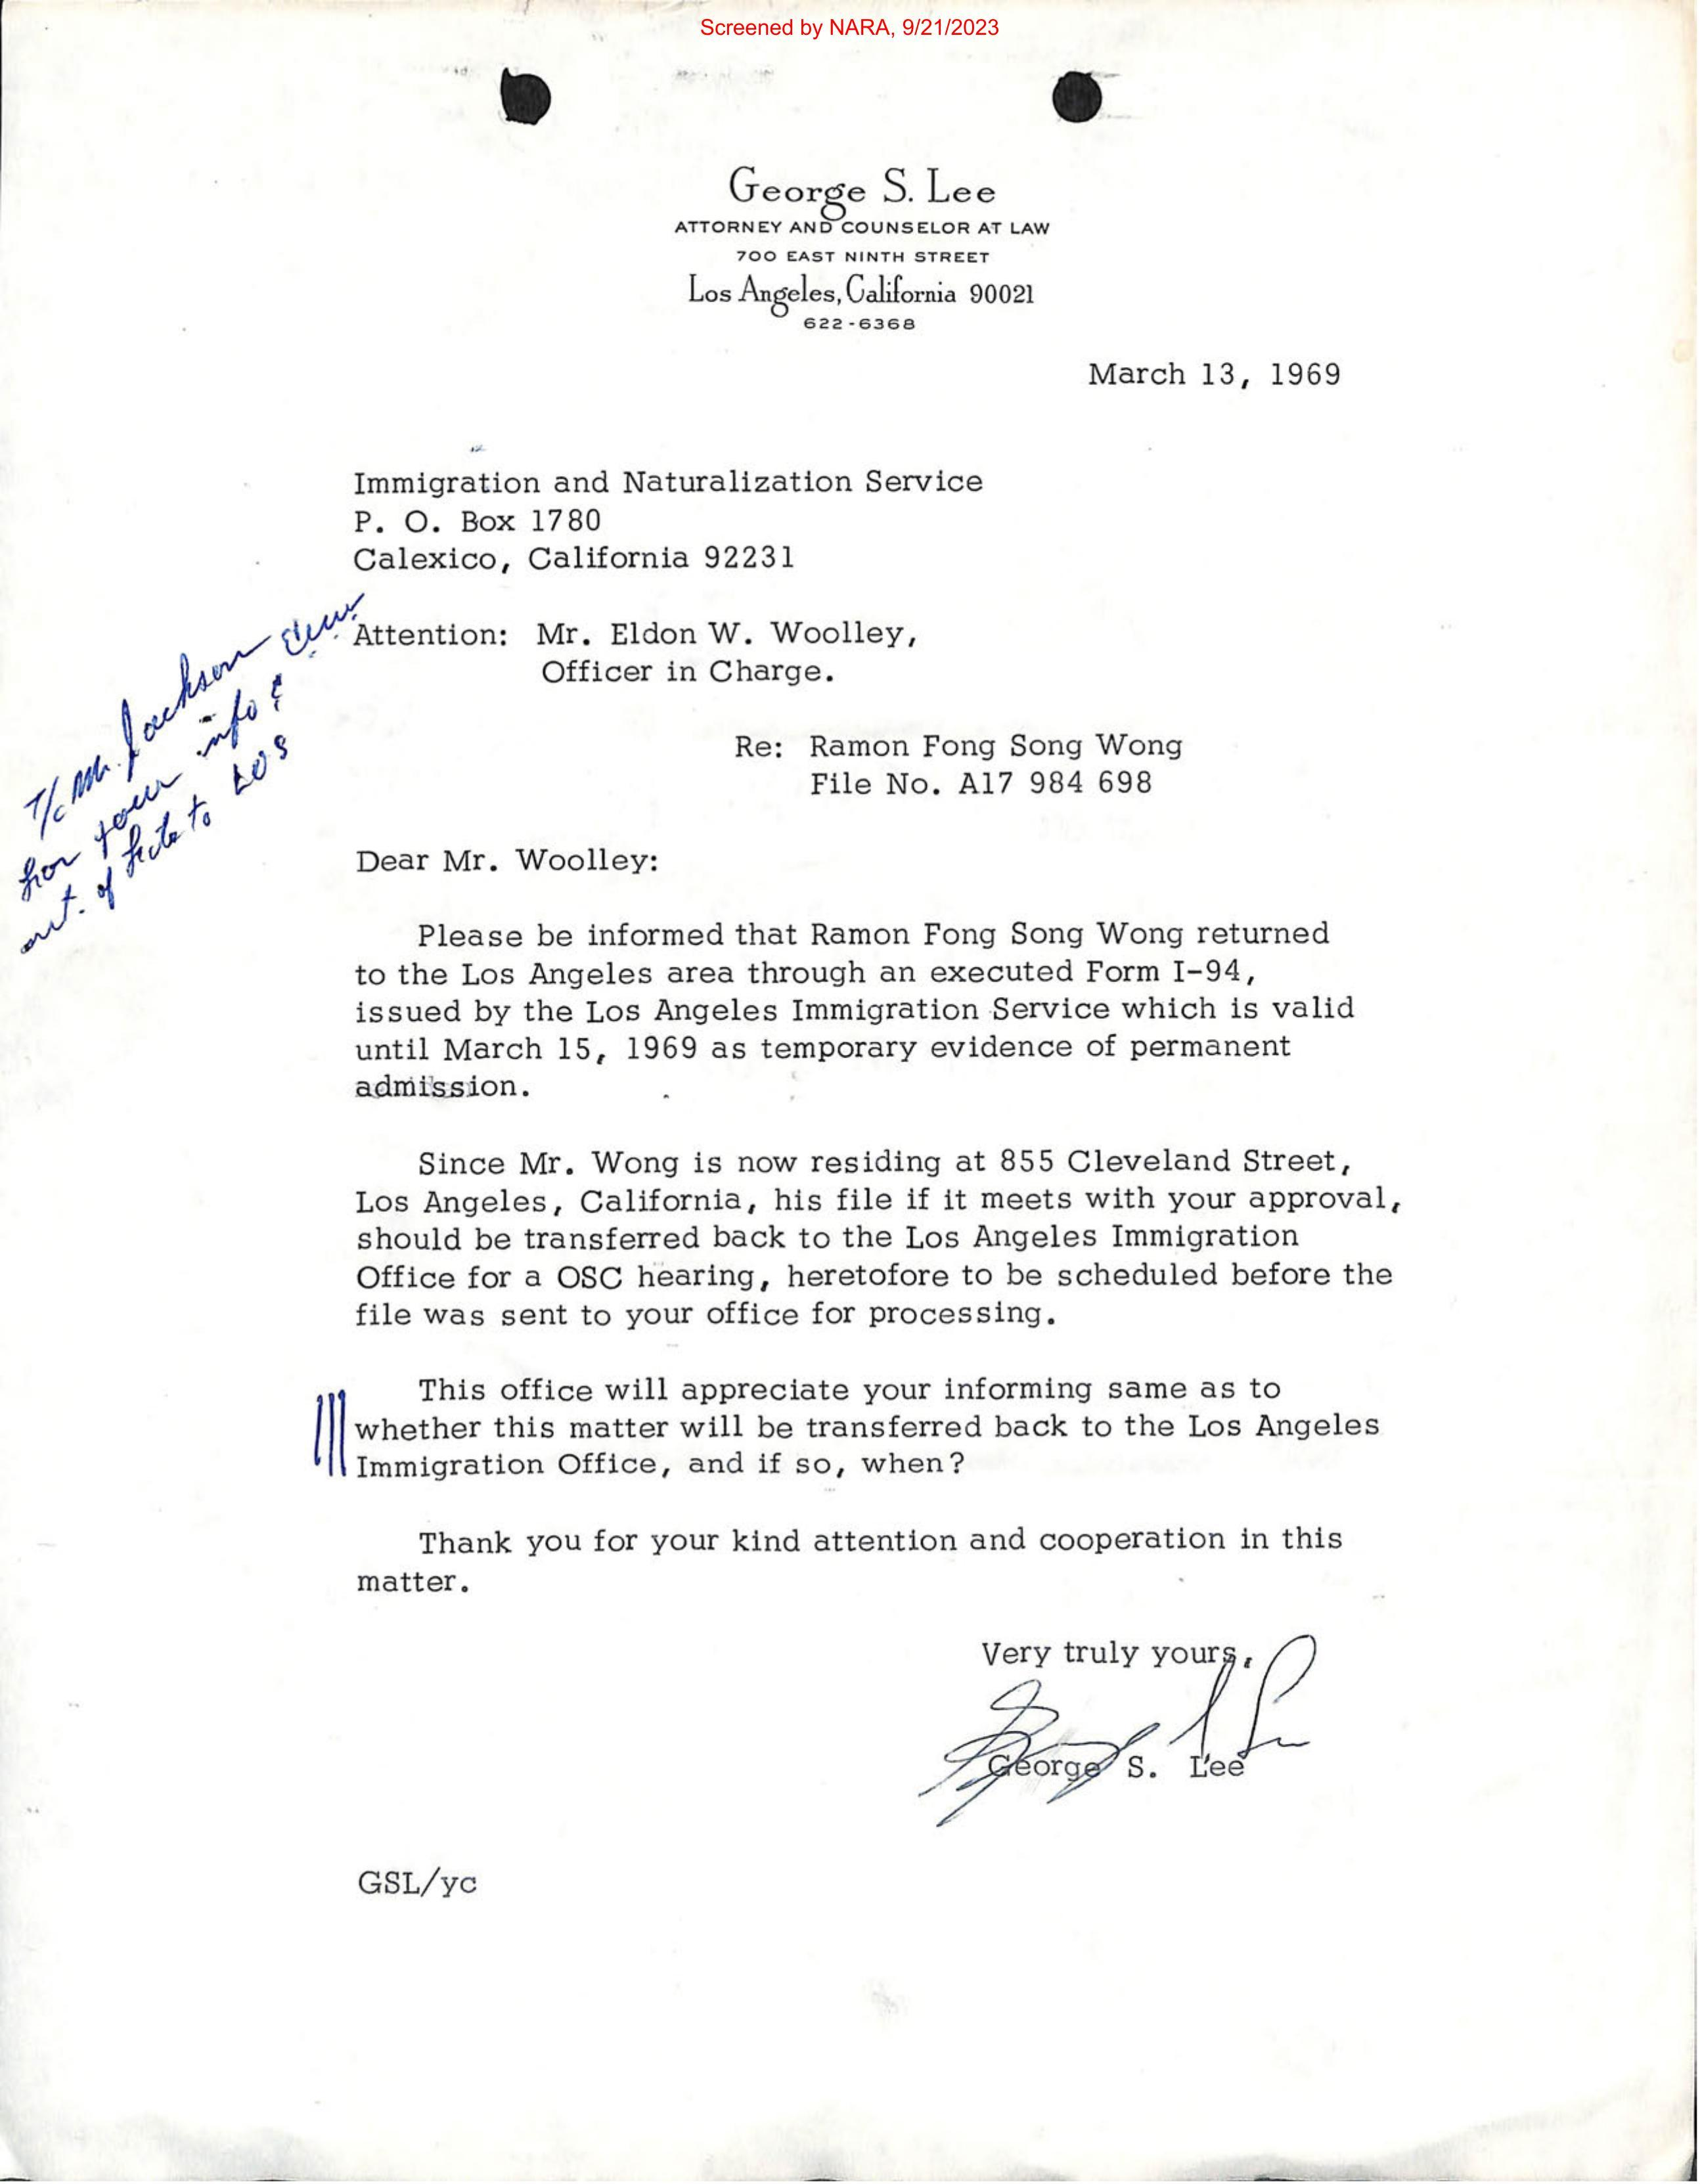 Screened by NARA, 9/21/2023
George S. Lee
ATTORNEY AND COUNSELOR AT LAW
700 EAST NINTH STREET
Los Angeles, California 90021
622-6368
March 13, 1969
Immigration and Naturalization Service
P. O. Box 1780
Calexico, California 92231
Attention: Mr. Eldon W. Woolley,
Officer in Charge.
T/c Mr. Jackson
for your info &
of file to LOS
Re: Ramon Fong Song Wong
File No. A17 984 698
Dear Mr. Woolley:
Please be informed that Ramon Fong Song Wong returned
to the Los Angeles area through an executed Form I-94,
issued by the Los Angeles Immigration Service which is valid
until March 15, 1969 as temporary evidence of permanent
admission.
Since Mr. Wong is now residing at 855 Cleveland Street,
Los Angeles, California, his file if it meets with your approval,
should be transferred back to the Los Angeles Immigration
Office for a OSC hearing, heretofore to be scheduled before the
file was sent to your office for processing.
This office will appreciate your informing same as to
whether this matter will be transferred back to the Los Angeles
Immigration Office, and if so, when?
Thank you for your kind attention and cooperation in this
matter.
Very truly yours,
George S. Lee
GSL/yc